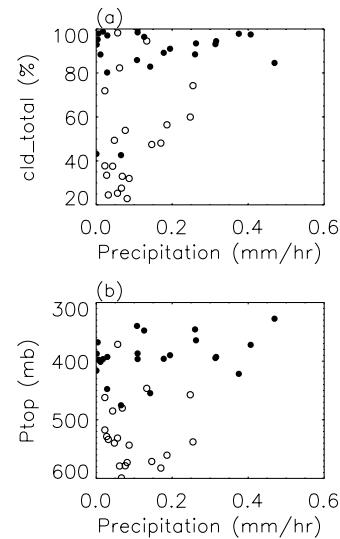 (a)
100
80
60
40
20
cld_total (%)
0.0 0.2 0.4 0.6
Precipitation (mm/hr)
(b)
300
400
500
600
Ptop (mb)
0.0 0.2 0.4 0.6
Precipitation (mm/hr)